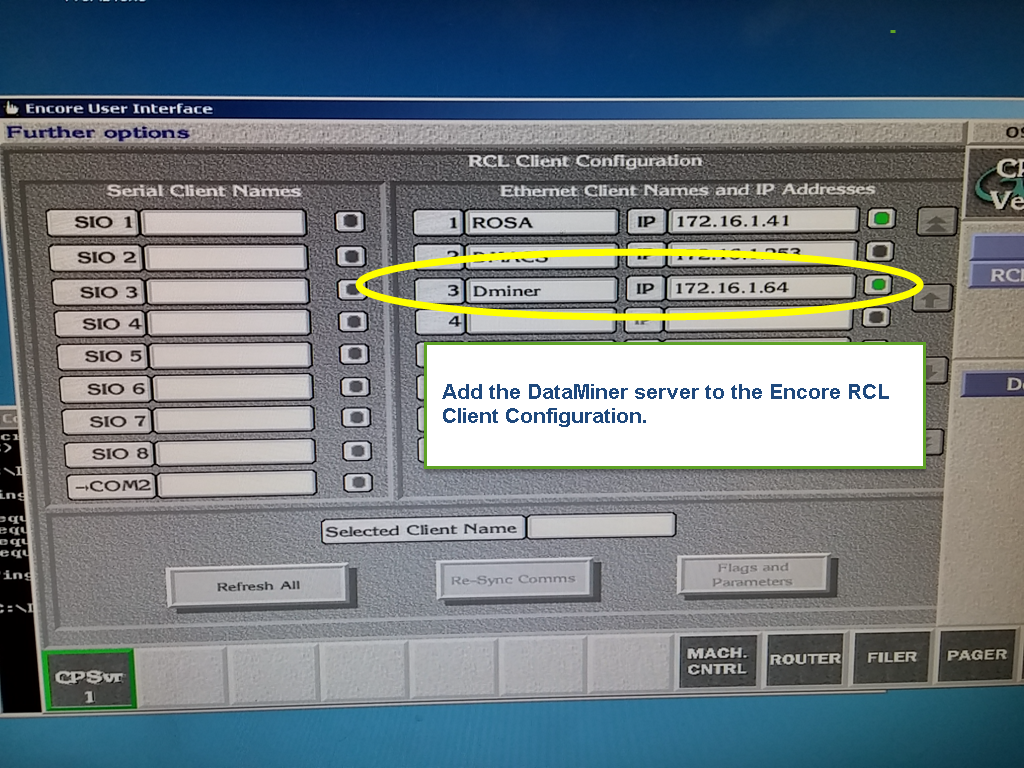 Encore User Interface
Further options
RCL Client Configuration
Serial Client Names
Ethernet Client Names and IP Addresses
SIO 1
1 ROSA IP 172.16.1.41
SIO 2
2 DMACS IP 172.16.1.253
SIO 3
3 Dminer IP 172.16.1.64
SIO 4
4 IP
SIO 5
SIO 6
SIO 7
SIO 8
→COM2
RCL
Add the DataMiner server to the Encore RCL
Client Configuration.
Selected Client Name
Refresh All
Re-Sync Comms
Flags and
Parameters
CPSvr
1
MACH.
CNTRL
ROUTER
FILER
PAGER